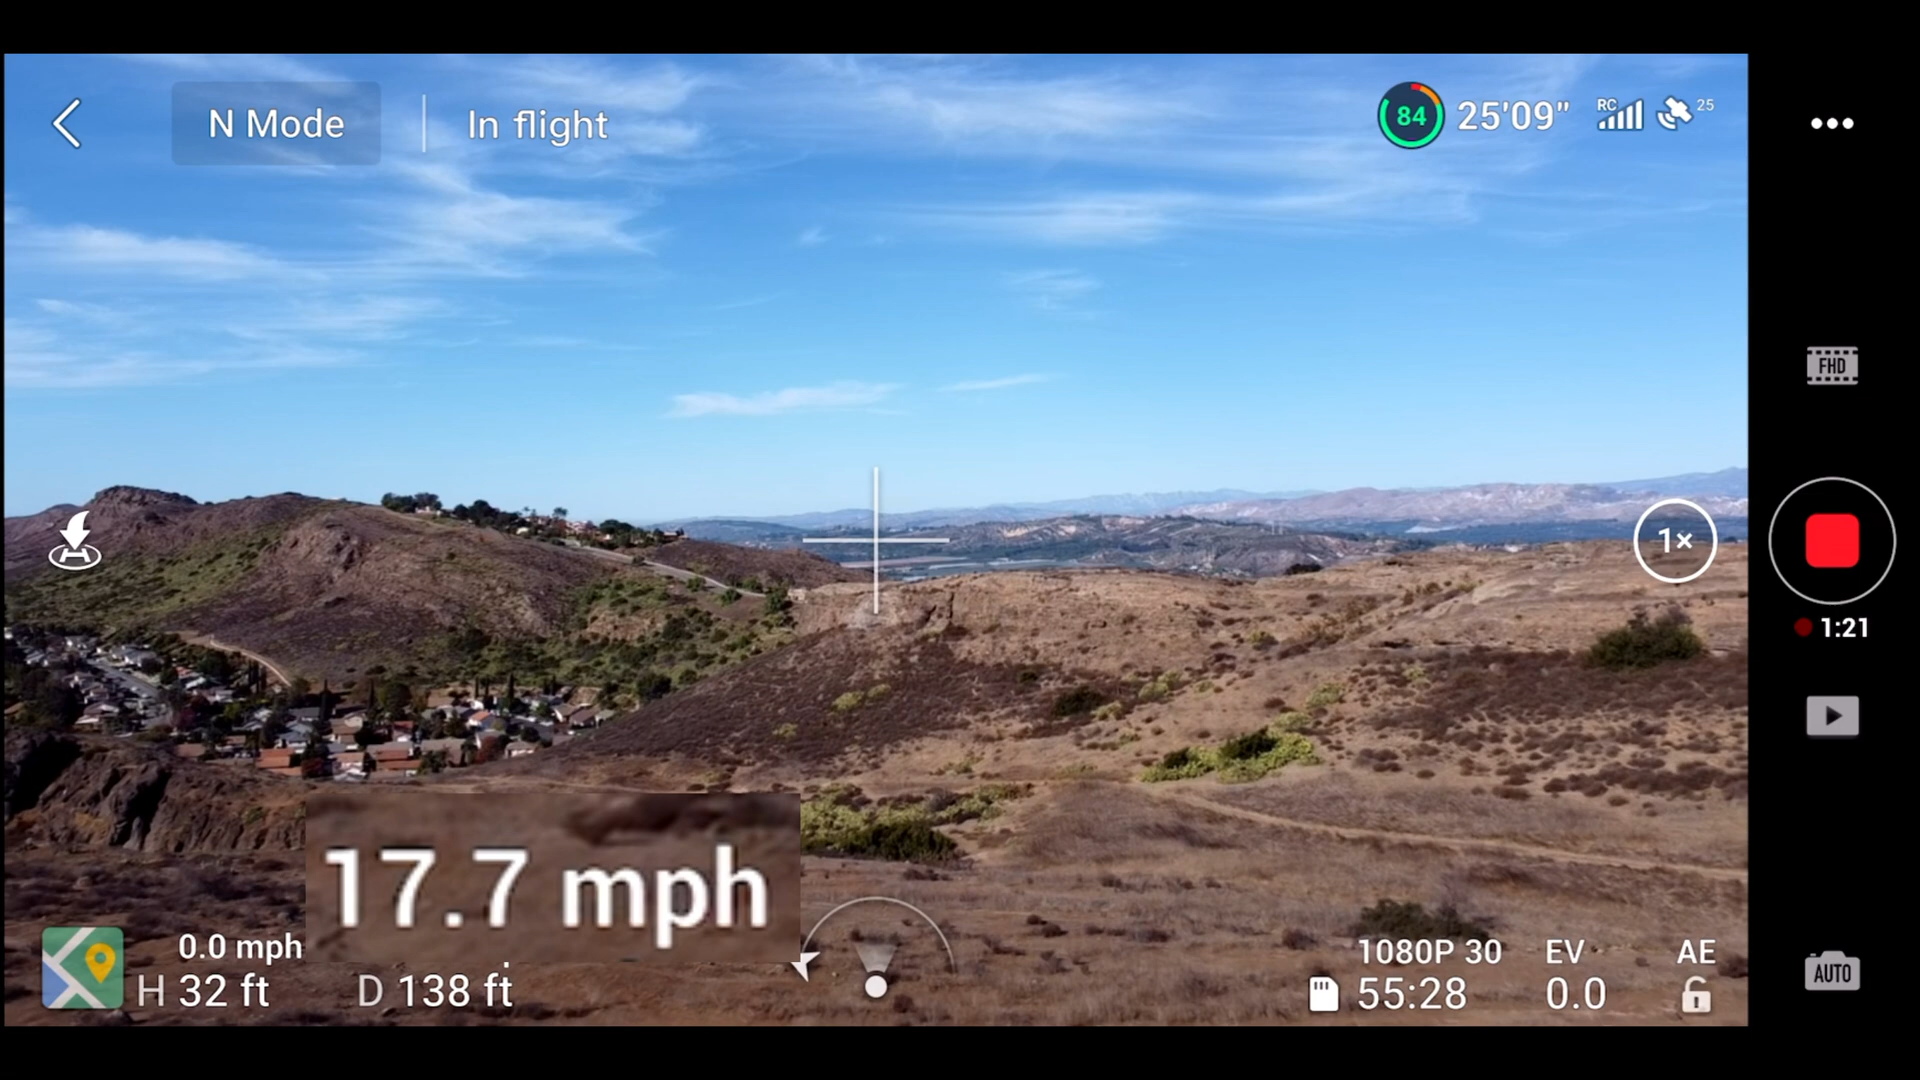 N Mode
In flight
84
25'09"
RC
25
FHD
1×
1:21
17.7 mph
0.0 mph
H 32 ft
D 138 ft
1080P 30
55:28
EV
0.0
AE
AUTO